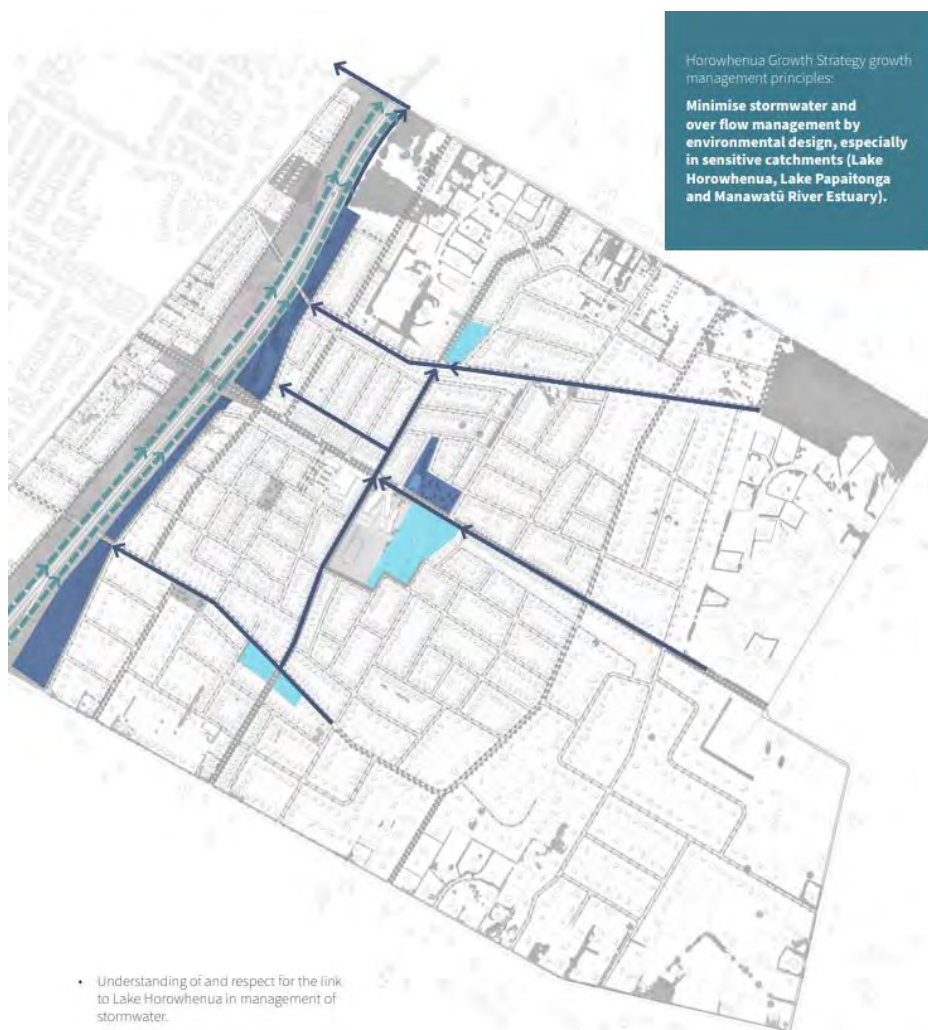 Horowhenua Growth Strategy growth
management principles:
Minimise stormwater and
over flow management by
environmental design, especially
in sensitive catchments (Lake
Horowhenua, Lake Papaitonga
and Manawatū River Estuary).
• Understanding of and respect for the link
to Lake Horowhenua in management of
stormwater.